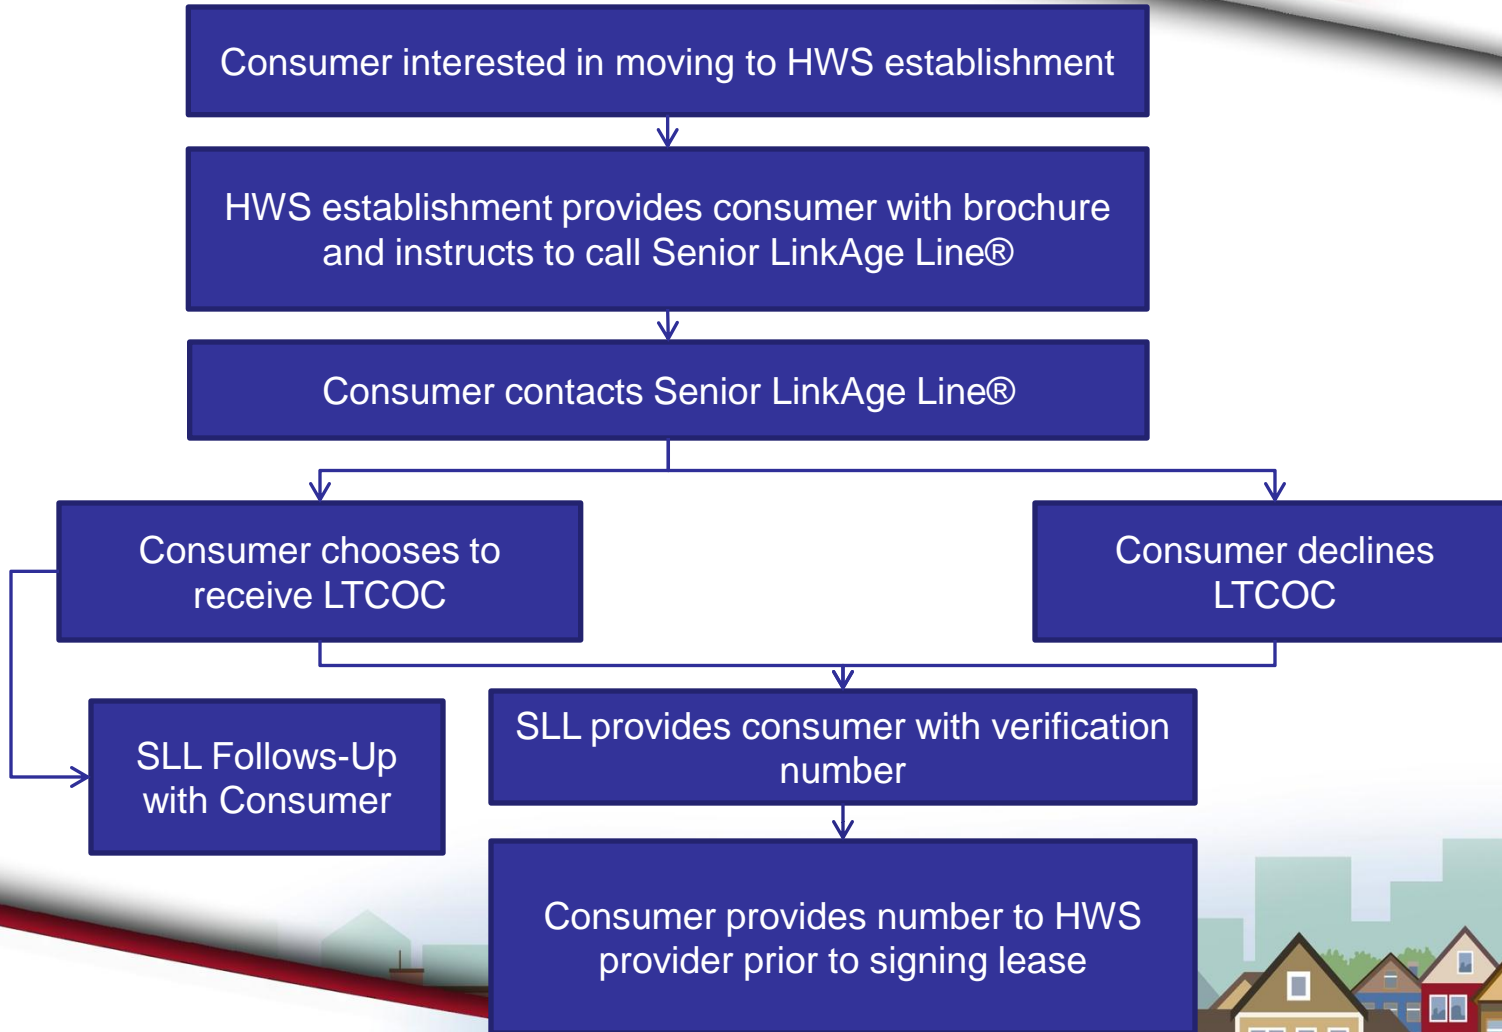 Consumer interested in moving to HWS establishment
HWS establishment provides consumer with brochure
and instructs to call Senior LinkAge Line®
Consumer contacts Senior LinkAge Line®
Consumer chooses to
receive LTCOC
Consumer declines
LTCOC
SLL Follows-Up
with Consumer
SLL provides consumer with verification
number
Consumer provides number to HWS
provider prior to signing lease